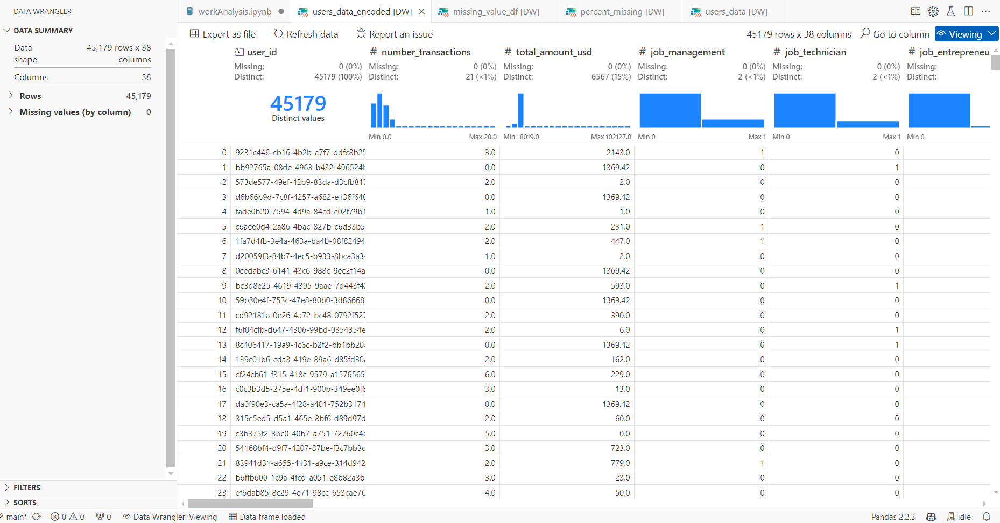 DATA WRANGLER
workAnalysis.ipynb
users_data_encoded [DW]
missing_value_df [DW]
percent_missing [DW]
users_data [DW]
DATA SUMMARY
Data shape 45,179 rows x 38 columns
Columns 38
Rows 45,179
Missing values (by column) 0
FILTERS
SORTS
Export as file Refresh data Report an issue 45179 rows x 38 columns Go to column Viewing
user_id number_transactions total_amount_usd job_management job_technician job_entrepreneu
Missing: 0 (0%) Missing: 0 (0%) Missing: 0 (0%) Missing: 0 (0%) Missing: 0 (0%) Missing:
Distinct: 45179 (100%) Distinct: 21 (<1%) Distinct: 6567 (15%) Distinct: 2 (<1%) Distinct: 2 (<1%) Distinct:
45179
Distinct values
Min 0.0 Max 20.0 Min -8019.0 Max 102127.0 Min 0 Max 1 Min 0 Max 1 Min 0
0 9231c446-cb16-4b2b-a7f7-ddfc8b25 3.0 2143.0 1 0
1 bb92765a-08de-4963-b432-496524b 0.0 1369.42 0 1
2 573de577-49ef-42b9-83da-d3cfb817 2.0 2.0 0 0
3 d6b66b9d-7c8f-4257-a682-e136f640 0.0 1369.42 0 0
4 fade0b20-7594-4d9a-84cd-c02f79b1 1.0 1.0 0 0
5 c6aee0d4-2a86-4bac-827b-c6d33b5 2.0 231.0 1 0
6 1fa7d4fb-3e4a-463a-ba4b-08f82494 2.0 447.0 1 0
7 d20059f3-84b7-4ec5-b933-8bca3a34 1.0 2.0 0 0
8 0cedabc3-6141-43c6-988c-9ec2f14a 0.0 1369.42 0 0
9 bc3d8e25-4619-4395-9aae-7d443f42 2.0 593.0 0 1
10 59b30e4f-753c-47e8-80b0-3d86668 0.0 1369.42 0 0
11 cd92181a-0e26-4a72-bc48-0792f527 2.0 390.0 0 0
12 f6f04cfb-d647-4306-99bd-0354354e 2.0 6.0 0 1
13 8c406417-19a9-4c6c-b2f2-bb1bb20a 0.0 1369.42 0 1
14 139c01b6-cda3-419e-89a6-d85fd30a 2.0 162.0 0 0
15 cf24cb61-f315-418c-9579-a1576565 6.0 229.0 0 0
16 c0c3b3d5-275e-4df1-900b-349ee0f6 3.0 13.0 0 0
17 da0f90e3-ca5a-4f28-a401-752b3174 0.0 1369.42 0 0
18 315e5ed5-d5a1-465e-8bf6-d89d97d 2.0 60.0 0 0
19 c3b375f2-3bc0-40b7-a751-72760c4e 5.0 0.0 0 0
20 54168bf4-d9f7-4207-87be-f3c7bb3c 3.0 723.0 0 0
21 83941d31-a655-4131-a9ce-314d942 2.0 779.0 1 0
22 b6ffb600-1c9a-4fcd-a051-e8b82a3b 3.0 23.0 0 0
23 ef6dab85-8c29-4e71-98cc-653cae76 4.0 50.0 0 0
main* 0 0 0 Data Wrangler: Viewing Data frame loaded Pandas 2.2.3 idle